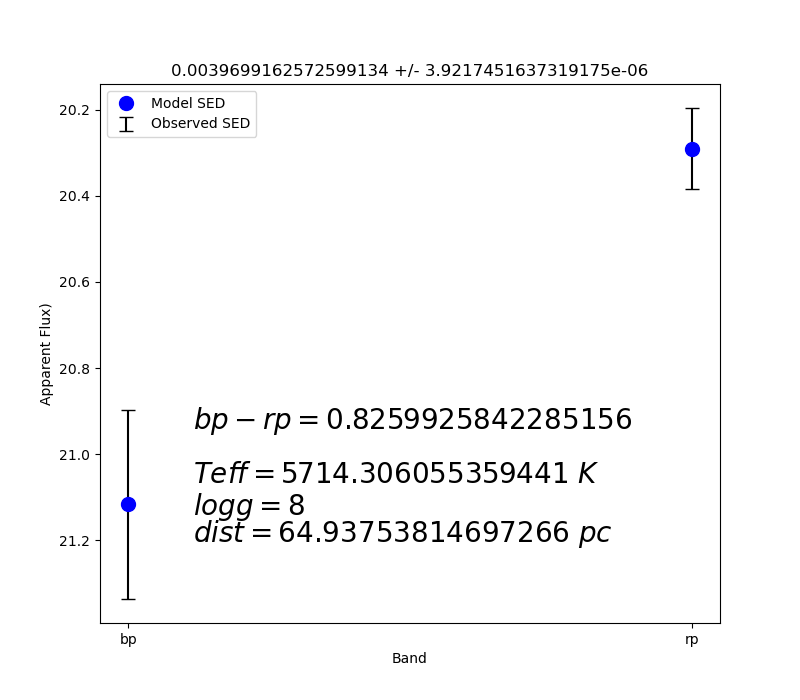 0.0039699162572599134 +/- 3.9217451637319175e-06
Model SED
Observed SED
20.2
20.4
20.6
20.8
21.0
21.2
Apparent Flux)
bp − rp = 0.8259925842285156
Teff = 5714.306055359441 K
logg = 8
dist = 64.93753814697266 pc
bp
rp
Band